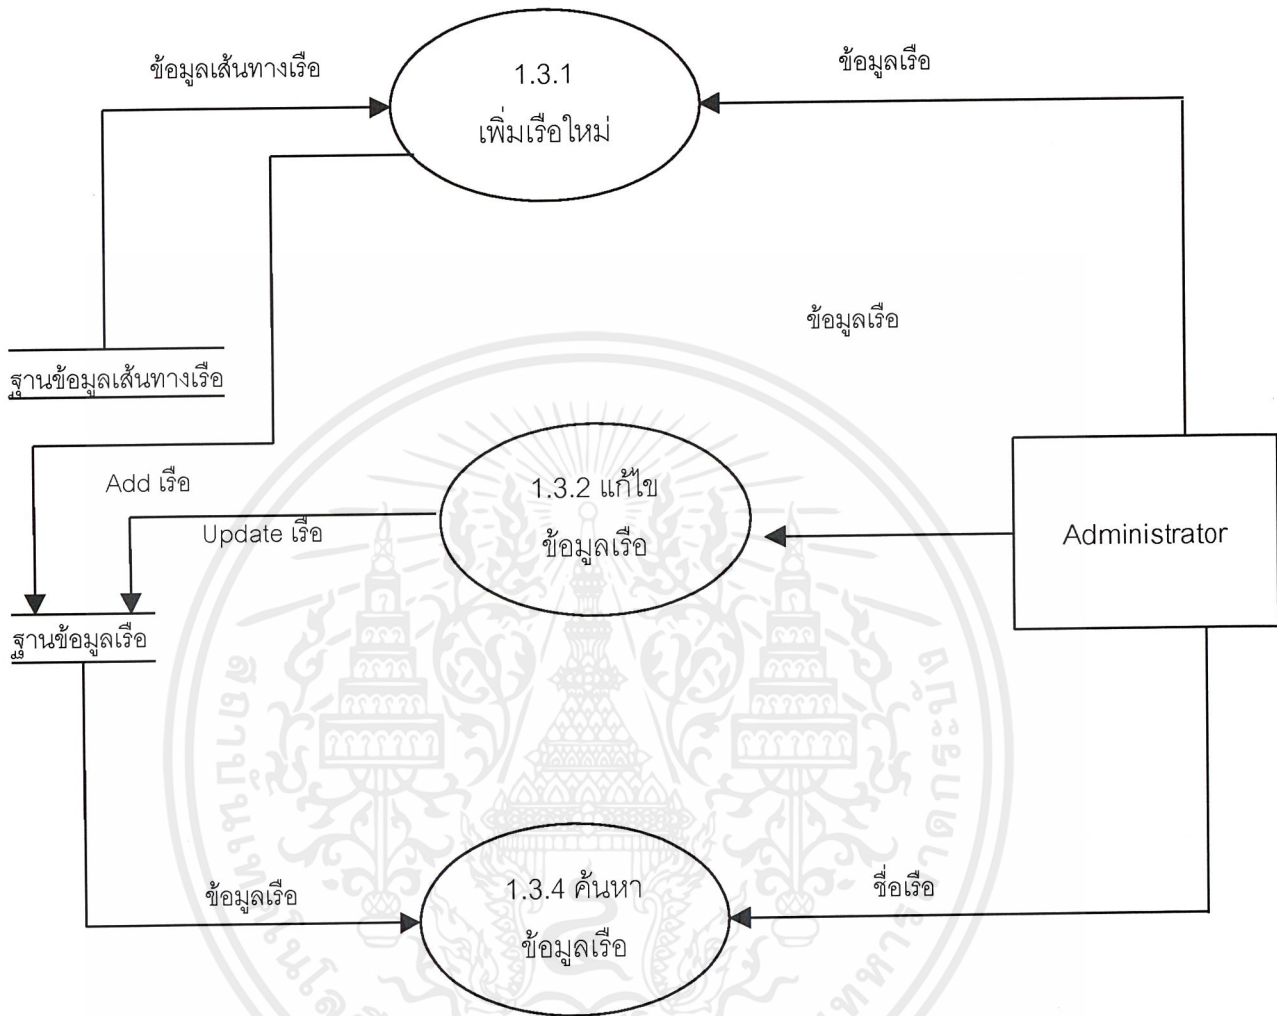 ข้อมูลเส้นทางเรือ
ข้อมูลเรือ
1.3.1
เพิ่มเรือใหม่
ข้อมูลเรือ
ฐานข้อมูลเส้นทางเรือ
Add เรือ
1.3.2 แก้ไข
ข้อมูลเรือ
Update เรือ
Administrator
ฐานข้อมูลเรือ
ข้อมูลเรือ
1.3.4 ค้นหา
ข้อมูลเรือ
ชื่อเรือ